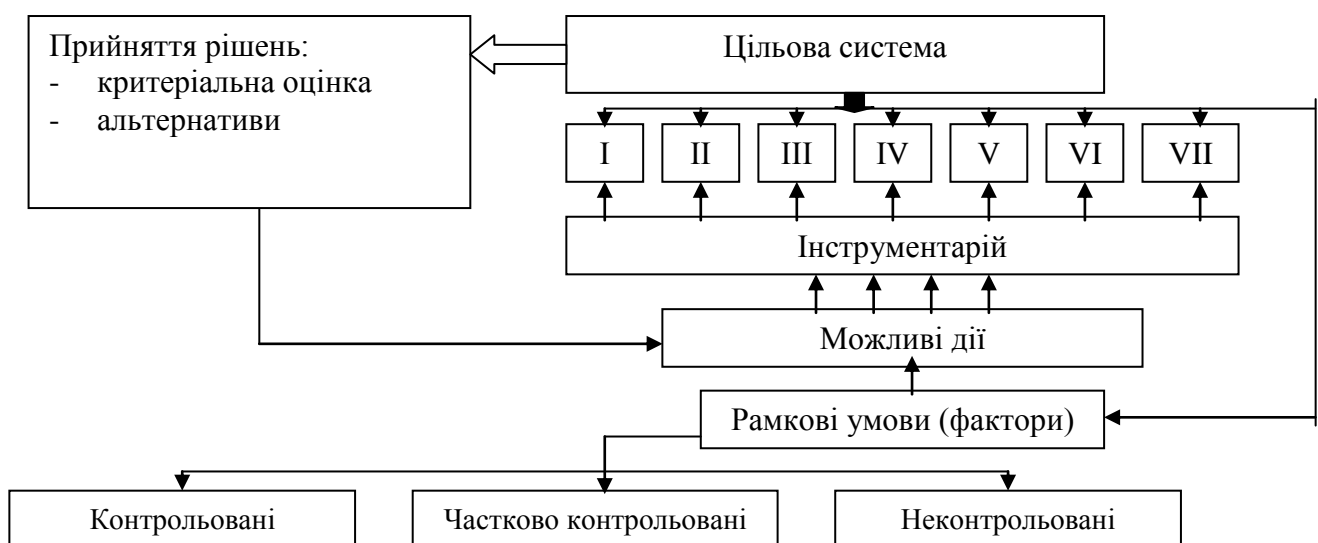 Прийняття рішень:
- критеріальна оцінка
- альтернативи
Цільова система
I II III IV V VI VII
Інструментарій
Можливі дії
Рамкові умови (фактори)
Контрольовані Частково контрольовані Неконтрольовані